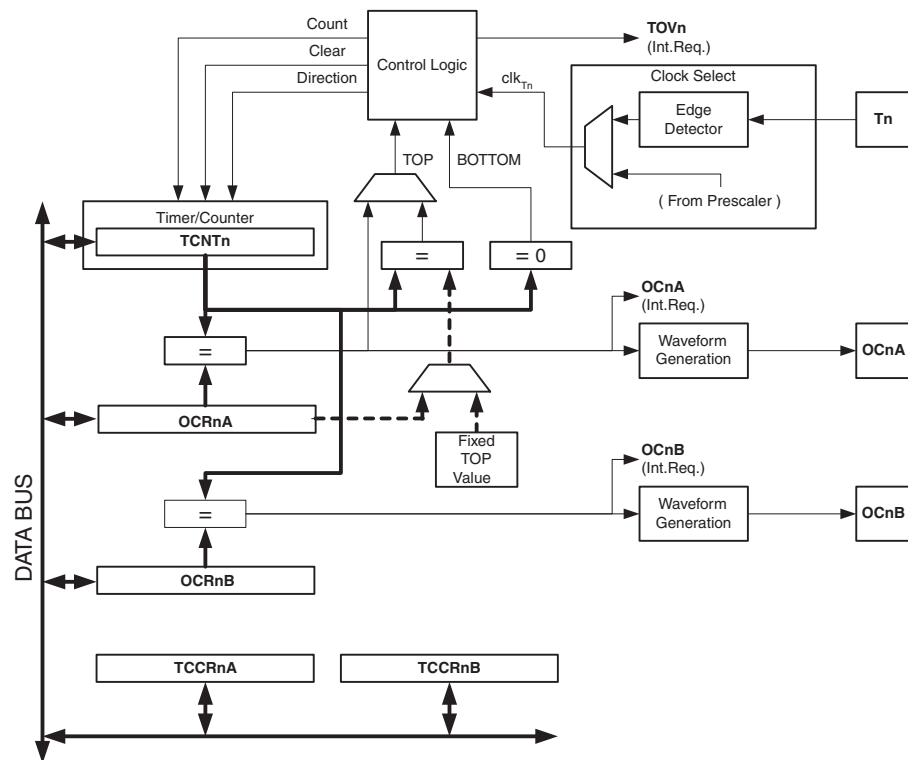 Count
Clear
Direction
Control Logic
TOVn
(Int.Req.)
clkTn
Clock Select
Edge
Detector
Tn
( From Prescaler )
TOP
BOTTOM
Timer/Counter
TCNTn
=
= 0
OCnA
(Int.Req.)
=
Waveform
Generation
OCnA
OCRnA
Fixed
TOP
Value
OCnB
(Int.Req.)
=
Waveform
Generation
OCnB
OCRnB
DATA BUS
TCCRnA
TCCRnB